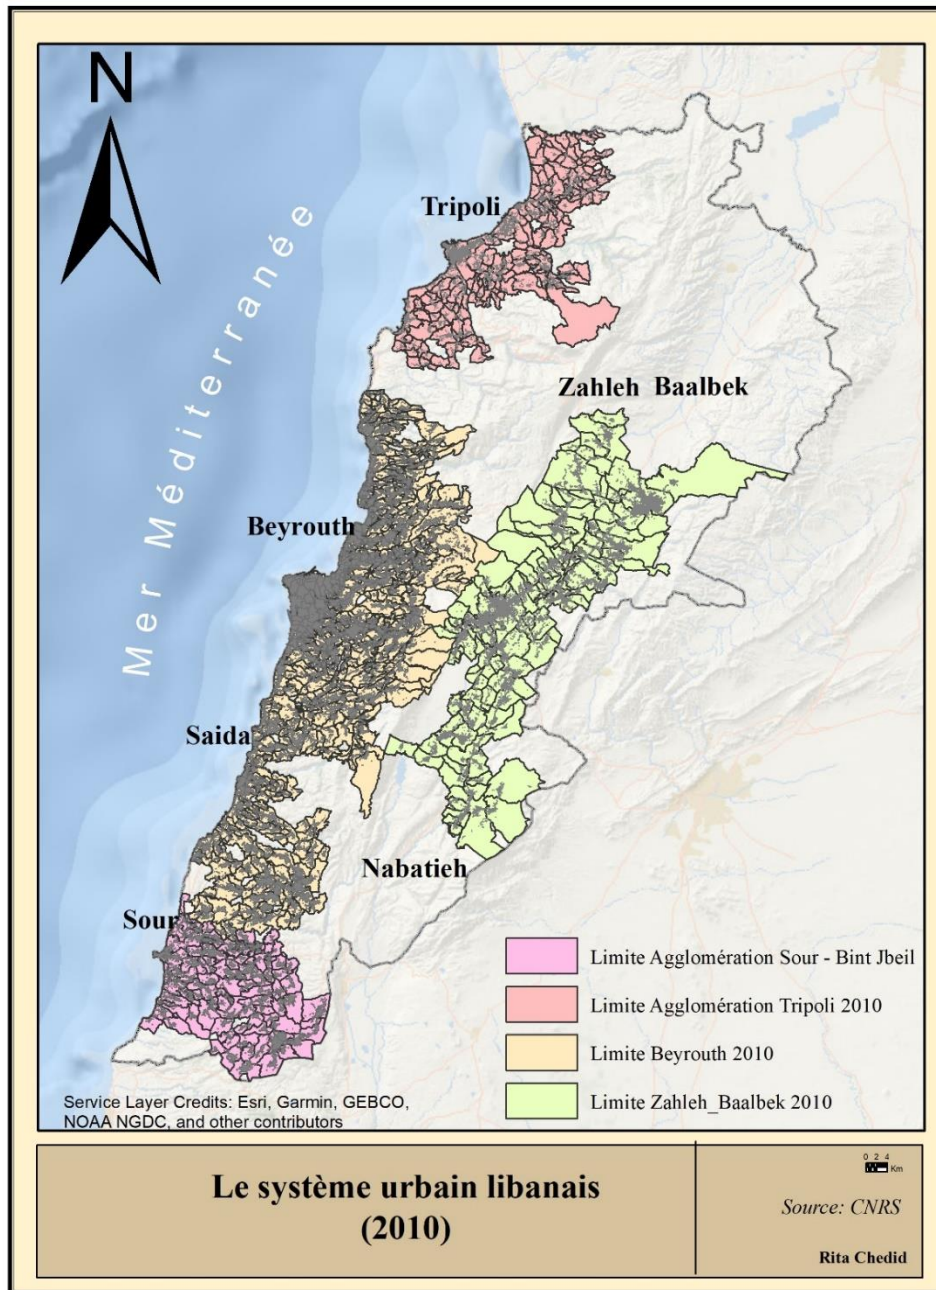 N
Tripoli
Mer Méditerranée
Zahleh Baalbek
Beyrouth
Saida
Nabatieh
Sour
Limite Agglomération Sour - Bint Jbeil
Limite Agglomération Tripoli 2010
Limite Beyrouth 2010
Limite Zahleh_Baalbek 2010
Service Layer Credits: Esri, Garmin, GEBCO,
NOAA NGDC, and other contributors
Le système urbain libanais
(2010)
0 2 4
Km
Source: CNRS
Rita Chedid